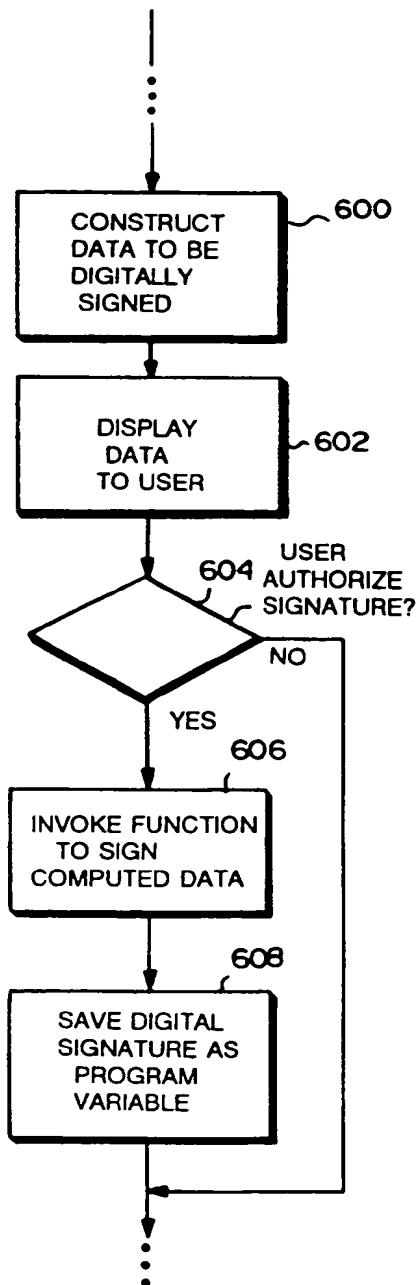 CONSTRUCT
DATA TO BE
DIGITALLY
SIGNED
600
DISPLAY
DATA
TO USER
602
604
USER
AUTHORIZE
SIGNATURE?
NO
YES
606
INVOKE FUNCTION
TO SIGN
COMPUTED DATA
608
SAVE DIGITAL
SIGNATURE AS
PROGRAM
VARIABLE